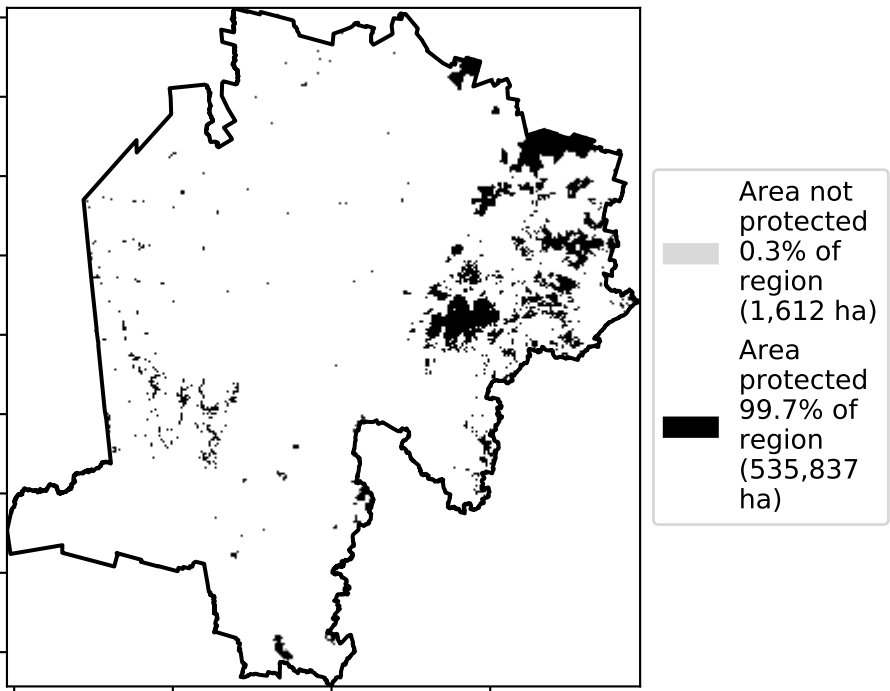 Area not
protected
0.3% of
region
(1,612 ha)
Area
protected
99.7% of
region
(535,837
ha)